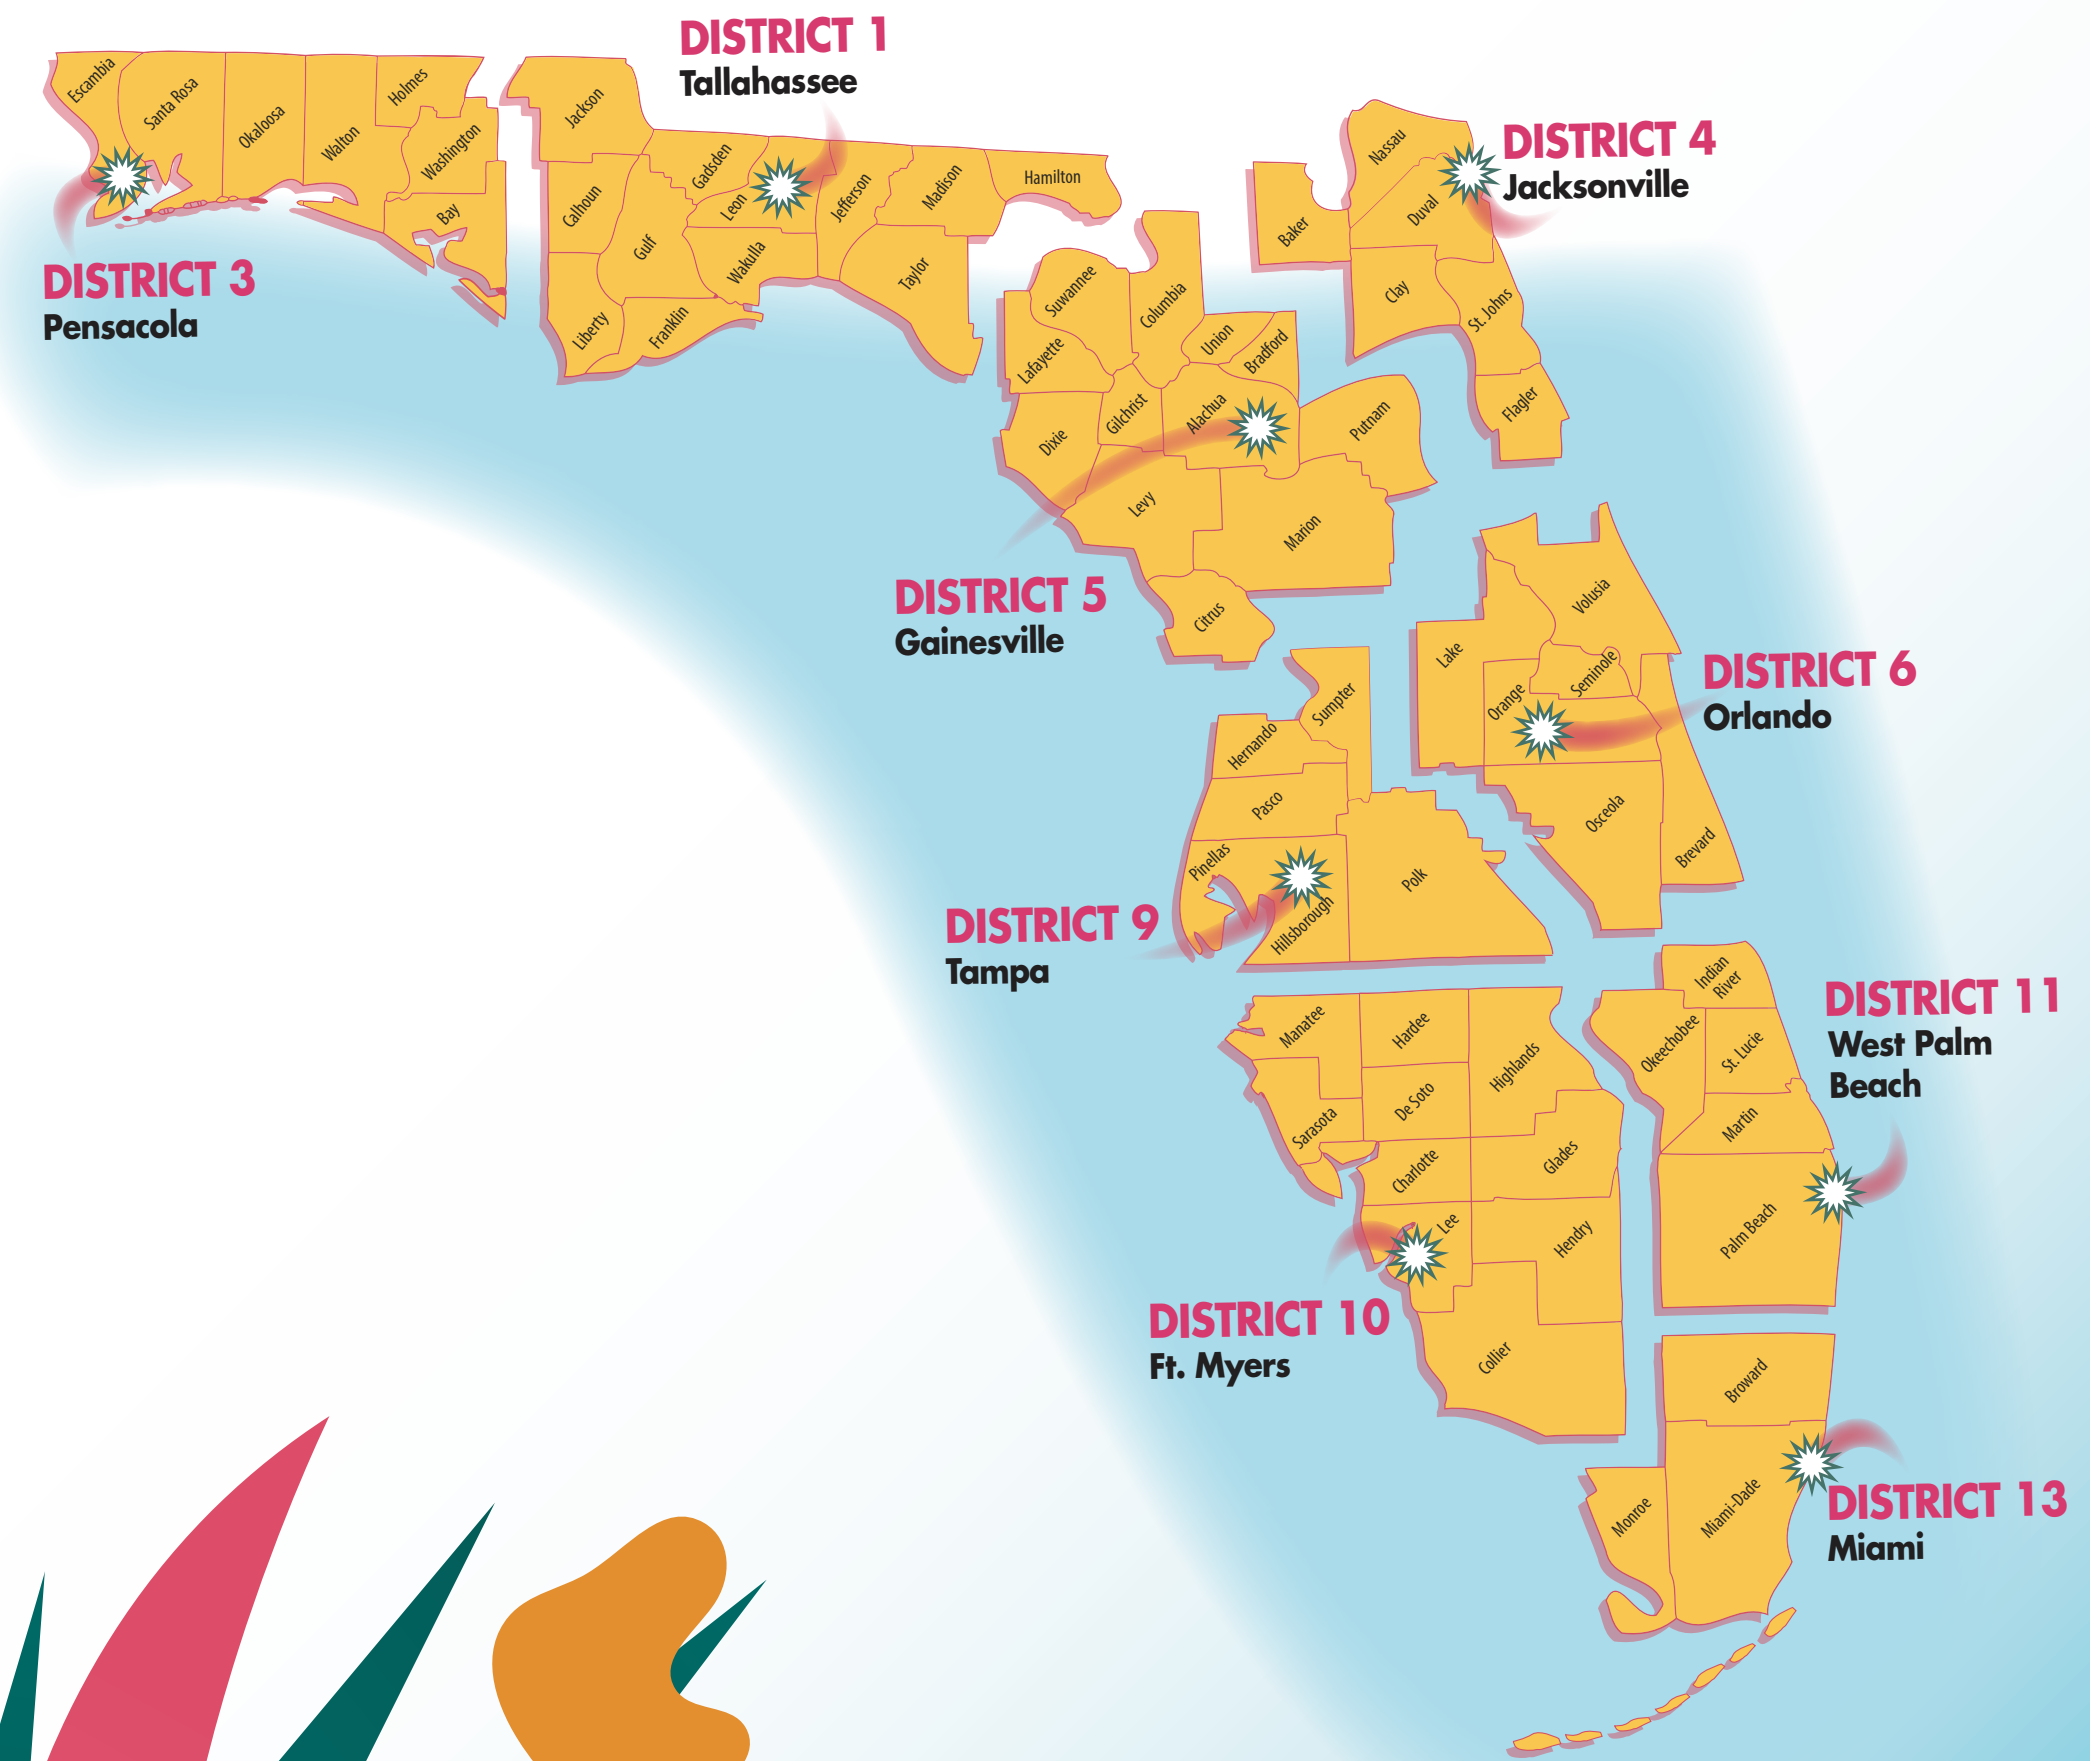 DISTRICT 1
Tallahassee
Escambia
Santa Rosa
Okaloosa
Walton
Holmes
Washington
Bay
DISTRICT 3
Pensacola
Jackson
Calhoun
Gulf
Gadsden
Leon
Wakulla
Jefferson
Madison
Hamilton
Taylor
Liberty
Franklin
DISTRICT 4
Jacksonville
Nassau
Duval
Baker
Clay
St. Johns
Flagler
Suwannee
Columbia
Lafayette
Union
Bradford
Dixie
Gilchrist
Alachua
Putnam
Levy
Marion
Citrus
DISTRICT 5
Gainesville
Volusia
Lake
Seminole
Orange
Osceola
Brevard
DISTRICT 6
Orlando
Sumpter
Hernando
Pasco
Pinellas
Hillsborough
Polk
DISTRICT 9
Tampa
Manatee
Hardee
Highlands
Sarasota
De Soto
Charlotte
Glades
Lee
Hendry
Collier
DISTRICT 10
Ft. Myers
Indian
River
Okeechobee
St. Lucie
Martin
Palm Beach
DISTRICT 11
West Palm
Beach
Broward
Miami-Dade
Monroe
DISTRICT 13
Miami